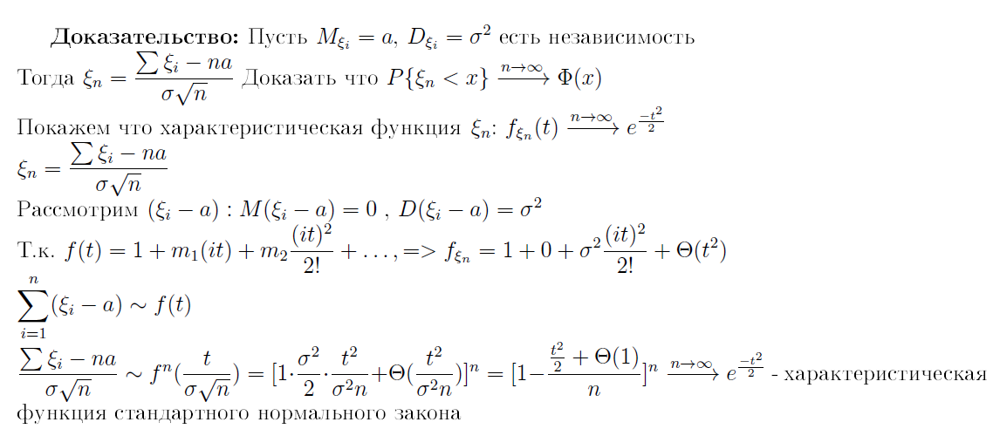 Доказательство: Пусть $M_{\xi_i} = a$, $D_{\xi_i} = \sigma^2$ есть независимость
Тогда $\xi_n = \dfrac{\sum \xi_i - na}{\sigma\sqrt{n}}$ Доказать что $P\{\xi_n < x\} \xrightarrow{n\to\infty} \Phi(x)$
Покажем что характеристическая функция $\xi_n$: $f_{\xi_n}(t) \xrightarrow{n\to\infty} e^{\frac{-t^2}{2}}$
$\xi_n = \dfrac{\sum \xi_i - na}{\sigma\sqrt{n}}$
Рассмотрим $(\xi_i - a) : M(\xi_i - a) = 0$ , $D(\xi_i - a) = \sigma^2$
Т.к. $f(t) = 1 + m_1(it) + m_2\dfrac{(it)^2}{2!} + \ldots, => f_{\xi_n} = 1 + 0 + \sigma^2\dfrac{(it)^2}{2!} + \Theta(t^2)$
$\sum\limits_{i=1}^{n}(\xi_i - a) \sim f(t)$
$\dfrac{\sum \xi_i - na}{\sigma\sqrt{n}} \sim f^n(\dfrac{t}{\sigma\sqrt{n}}) = [1 \cdot \dfrac{\sigma^2}{2} \cdot \dfrac{t^2}{\sigma^2 n} + \Theta(\dfrac{t^2}{\sigma^2 n})]^n = [1 - \dfrac{\frac{t^2}{2} + \Theta(1)}{n}]^n \xrightarrow{n\to\infty} e^{\frac{-t^2}{2}}$ - характеристическая
функция стандартного нормального закона